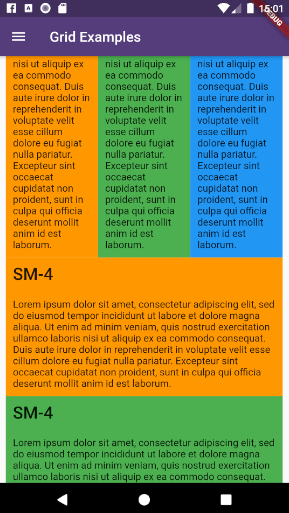 15:01
DEBUG
Grid Examples
nisi ut aliquip ex nisi ut aliquip ex nisi ut aliquip ex
ea commodo ea commodo ea commodo
consequat. Duis consequat. Duis consequat. Duis
aute irure dolor in aute irure dolor in aute irure dolor in
reprehenderit in reprehenderit in reprehenderit in
voluptate velit voluptate velit voluptate velit
esse cillum esse cillum esse cillum
dolore eu fugiat dolore eu fugiat dolore eu fugiat
nulla pariatur. nulla pariatur. nulla pariatur.
Excepteur sint Excepteur sint Excepteur sint
occaecat occaecat occaecat
cupidatat non cupidatat non cupidatat non
proident, sunt in proident, sunt in proident, sunt in
culpa qui officia culpa qui officia culpa qui officia
deserunt mollit deserunt mollit deserunt mollit
anim id est anim id est anim id est
laborum. laborum. laborum.
SM-4
Lorem ipsum dolor sit amet, consectetur adipiscing elit, sed
do eiusmod tempor incididunt ut labore et dolore magna
aliqua. Ut enim ad minim veniam, quis nostrud exercitation
ullamco laboris nisi ut aliquip ex ea commodo consequat.
Duis aute irure dolor in reprehenderit in voluptate velit esse
cillum dolore eu fugiat nulla pariatur. Excepteur sint
occaecat cupidatat non proident, sunt in culpa qui officia
deserunt mollit anim id est laborum.
SM-4
Lorem ipsum dolor sit amet, consectetur adipiscing elit, sed
do eiusmod tempor incididunt ut labore et dolore magna
aliqua. Ut enim ad minim veniam, quis nostrud exercitation